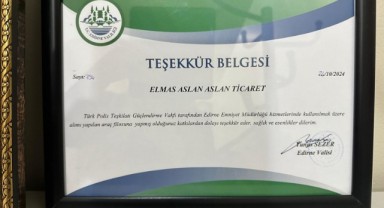 TEŞEKKÜR BELGESİ
Sayı:
/10/2024
ELMAS ASLAN ASLAN TİCARET
Türk Polis Teşkilatı Güçlendirme Vakfı tarafından Edirne Emniyet Müdürlüğü hizmetlerinde kullanılmak üzere
alımı yapılan araç filosuna yapmış olduğunuz katkılardan dolayı teşekkür eder, sağlık ve esenlikler dilerim.
Yunus SEZER
Edirne Valisi